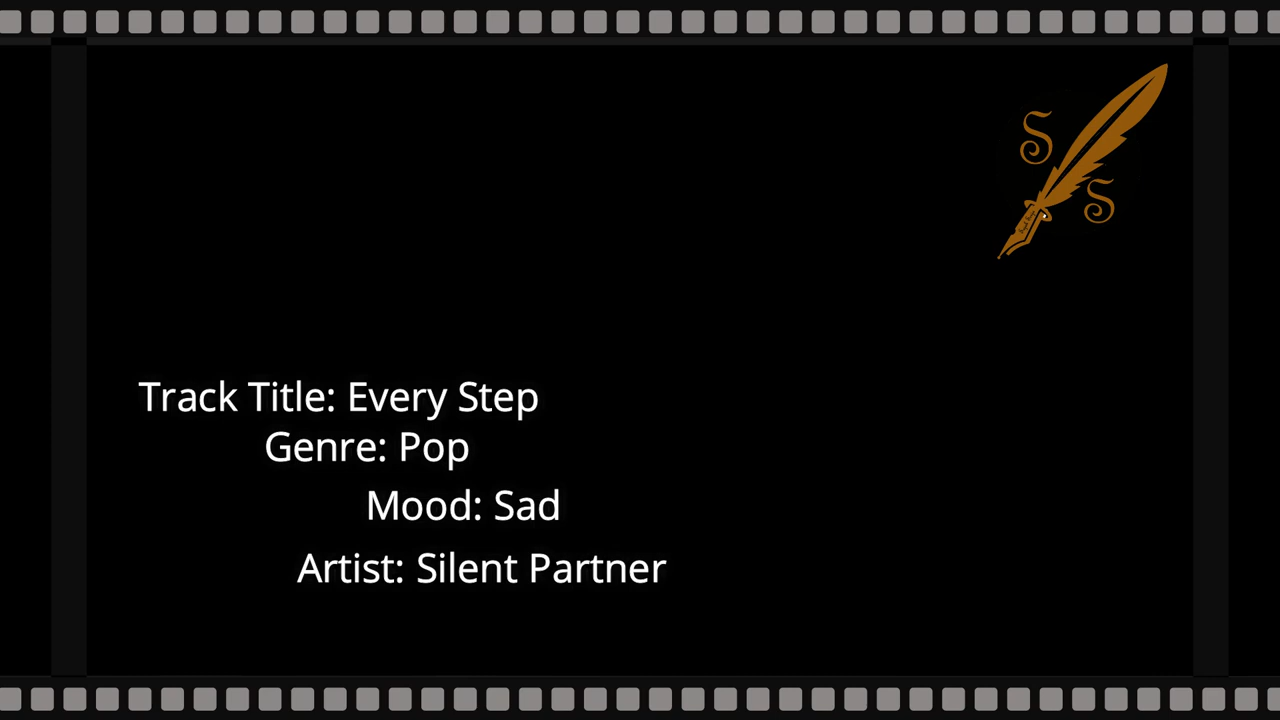 S
S
Track Title: Every Step
Genre: Pop
Mood: Sad
Artist: Silent Partner